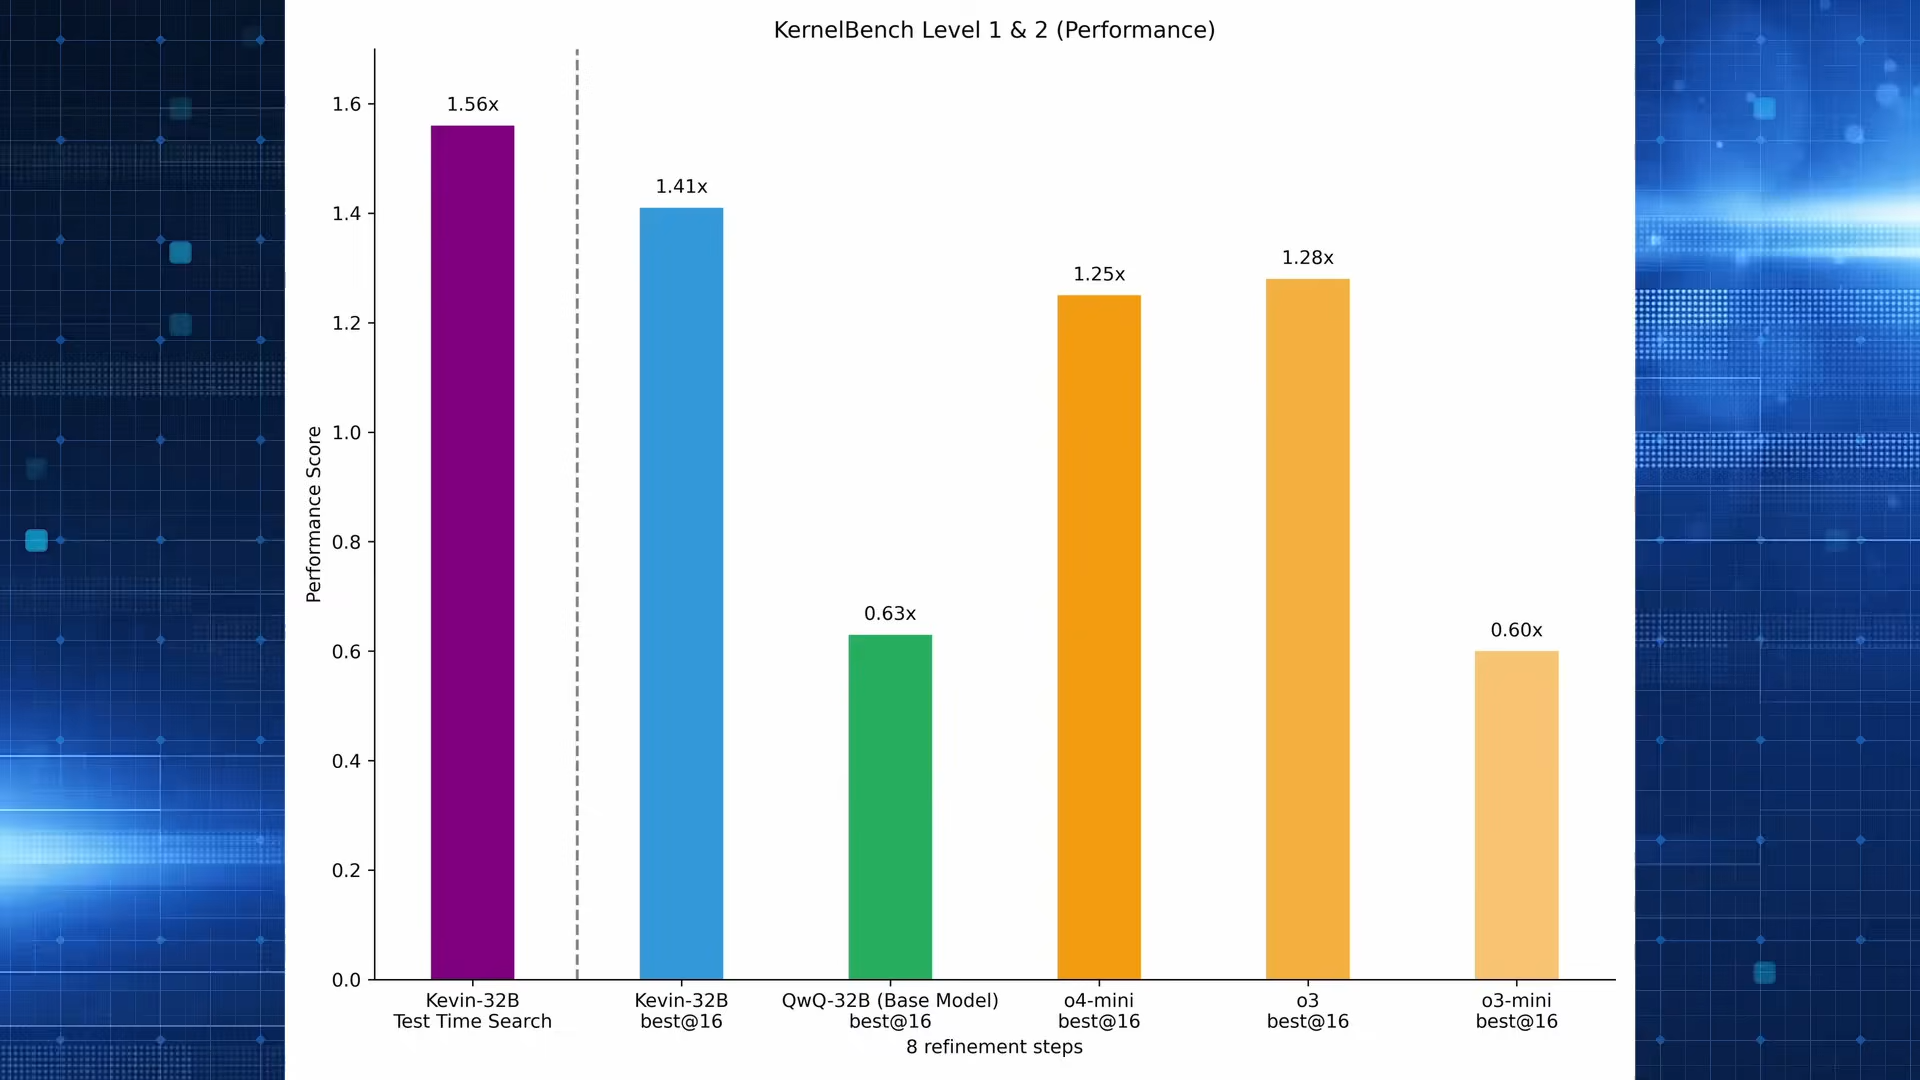 KernelBench Level 1 & 2 (Performance)
Performance Score
1.6
1.4
1.2
1.0
0.8
0.6
0.4
0.2
0.0
1.56x
1.41x
0.63x
1.25x
1.28x
0.60x
Kevin-32B
Test Time Search
Kevin-32B
best@16
QwQ-32B (Base Model)
best@16
o4-mini
best@16
o3
best@16
o3-mini
best@16
8 refinement steps